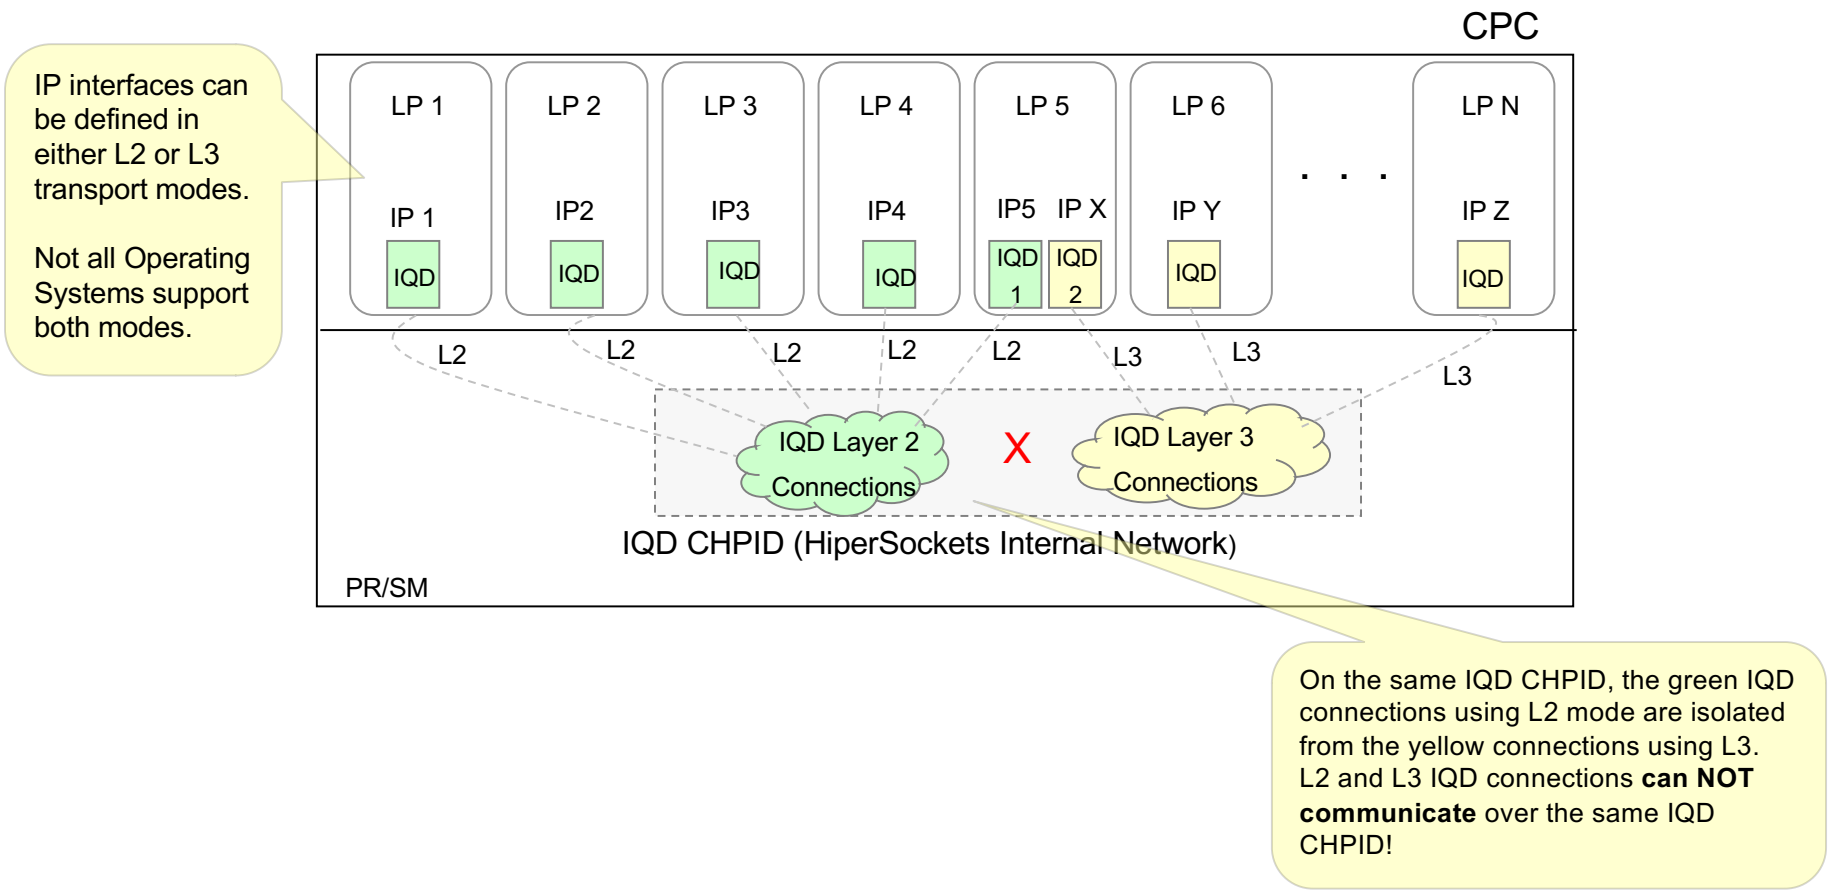 CPC
IP interfaces can
be defined in
either L2 or L3
transport modes.
Not all Operating
Systems support
both modes.
LP 1
LP 2
LP 3
LP 4
LP 5
LP 6
. . .
LP N
IP 1
IP2
IP3
IP4
IP5
IP X
IP Y
IP Z
IQD
IQD
IQD
IQD
IQD
1
IQD
2
IQD
IQD
L2
L2
L2
L2
L2
L3
L3
L3
IQD Layer 2
Connections
X
IQD Layer 3
Connections
IQD CHPID (HiperSockets Internal Network)
PR/SM
On the same IQD CHPID, the green IQD
connections using L2 mode are isolated
from the yellow connections using L3.
L2 and L3 IQD connections can NOT
communicate over the same IQD
CHPID!